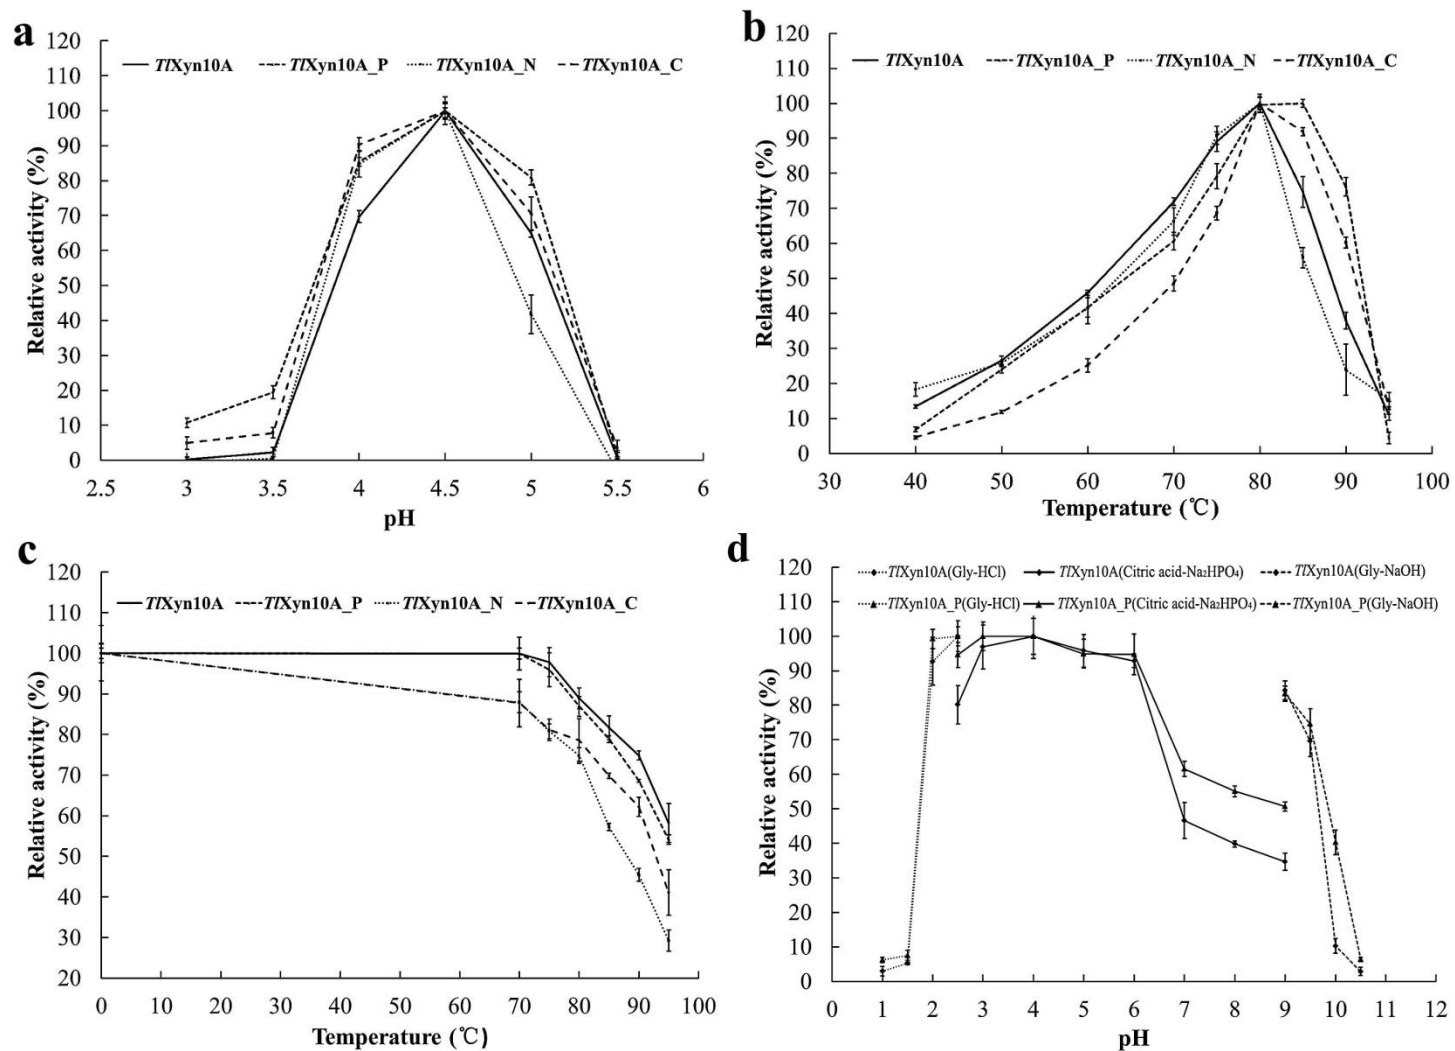 a
120
110
100
90
80
70
60
50
40
30
20
10
0
Relative activity (%)
TlXyn10A TlXyn10A_P TlXyn10A_N TlXyn10A_C
2.5 3 3.5 4 4.5 5 5.5 6
pH
b
120
110
100
90
80
70
60
50
40
30
20
10
0
Relative activity (%)
TlXyn10A TlXyn10A_P TlXyn10A_N TlXyn10A_C
30 40 50 60 70 80 90 100
Temperature (℃)
c
120
110
100
90
80
70
60
50
40
30
20
Relative activity (%)
TlXyn10A TlXyn10A_P TlXyn10A_N TlXyn10A_C
0 10 20 30 40 50 60 70 80 90 100
Temperature (℃)
d
120
110
100
90
80
70
60
50
40
30
20
10
0
Relative activity (%)
TlXyn10A(Gly-HCl) TlXyn10A(Citric acid-Na₂HPO₄) TlXyn10A(Gly-NaOH)
TlXyn10A_P(Gly-HCl) TlXyn10A_P(Citric acid-Na₂HPO₄) TlXyn10A_P(Gly-NaOH)
0 1 2 3 4 5 6 7 8 9 10 11 12
pH